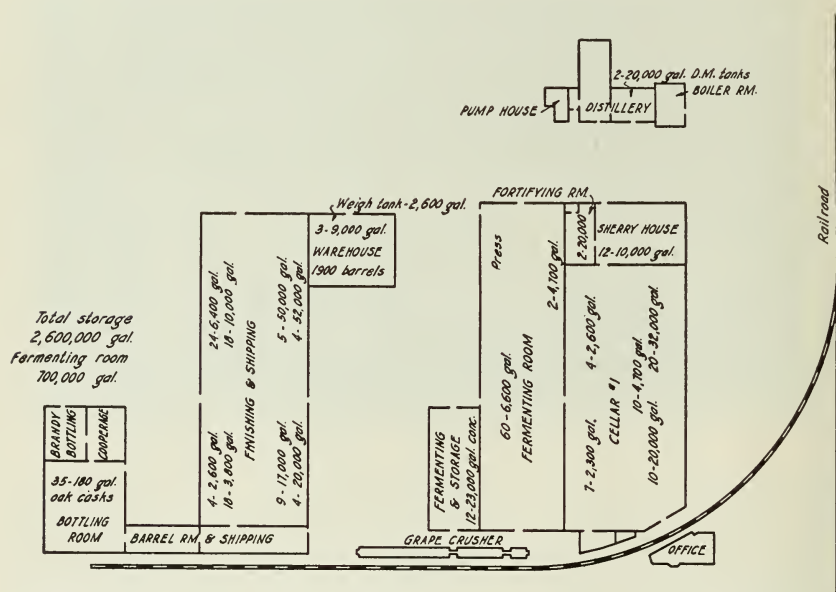 2-20,000 gal. D.M. tanks
BOILER RM.
PUMP HOUSE
DISTILLERY
Railroad
Weigh tank-2,600 gal.
3-9,000 gal.
WAREHOUSE
1900 barrels
24-6,400 gal.
18-10,000 gal.
5-50,000 gal.
4-52,000 gal.
FINISHING & SHIPPING
4-2,600 gal.
18-3,800 gal.
9-17,000 gal.
4-20,000 gal.
FORTIFYING RM.
2-20,000
SHERRY HOUSE
12-10,000 gal.
Press
2-4,700 gal.
60-6,600 gal.
FERMENTING ROOM
4-2,600 gal.
7-2,300 gal.
CELLAR #1
10-4,700 gal.
20-32,000 gal.
10-20,000 gal.
Total storage
2,600,000 gal.
Fermenting room
700,000 gal.
BRANDY
BOTTLING
COOPERAGE
35-180 gal.
oak casks
BOTTLING
ROOM
BARREL RM. & SHIPPING
FERMENTING
& STORAGE
12-23,000 gal. conc.
GRAPE CRUSHER
OFFICE